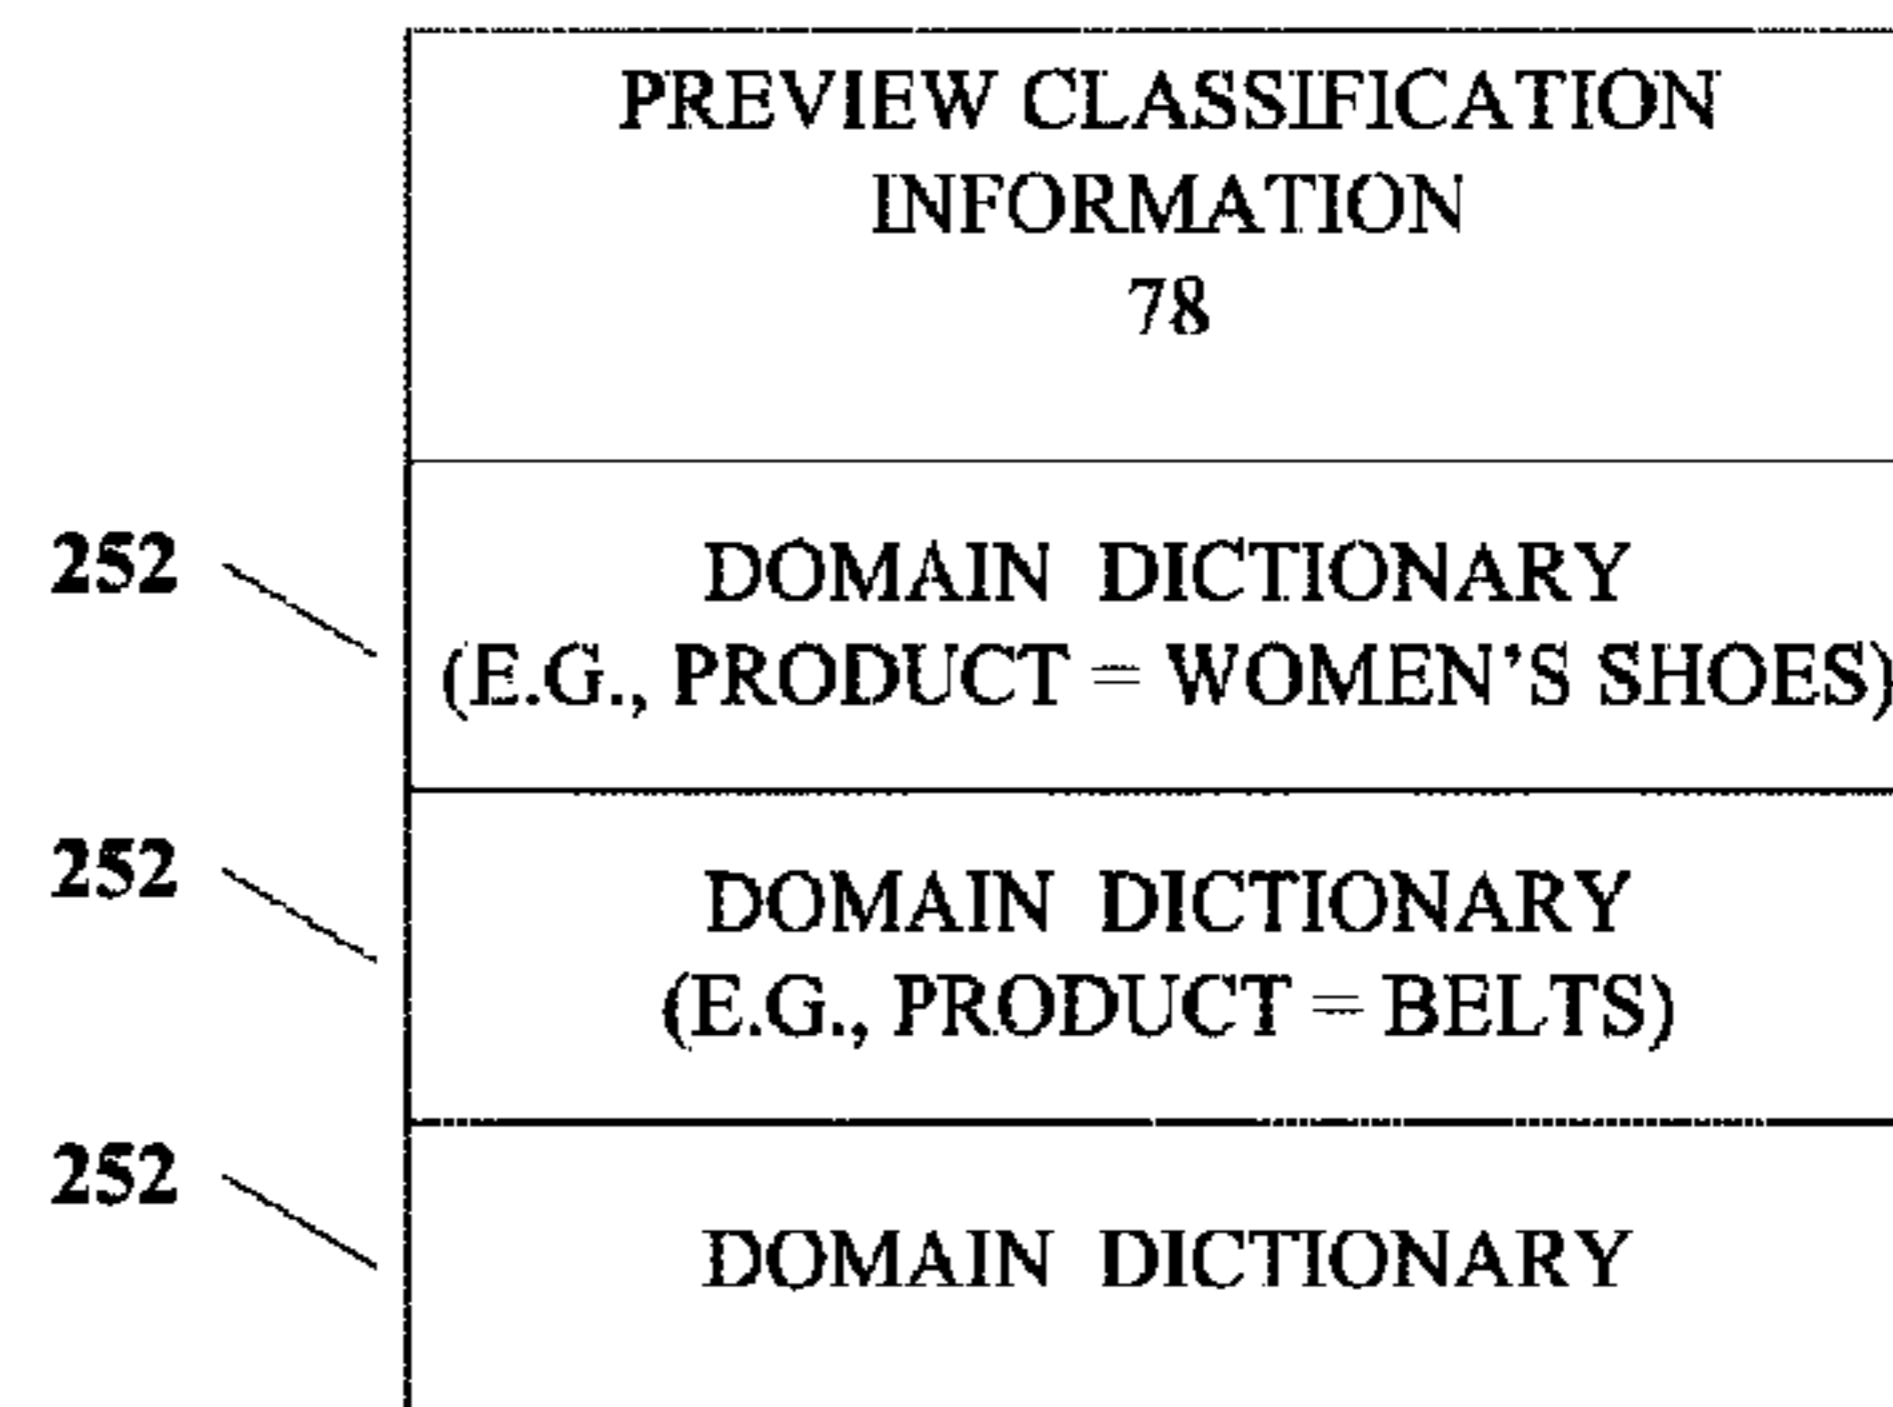 PREVIEW CLASSIFICATION
INFORMATION
78
252
DOMAIN DICTIONARY
(E.G., PRODUCT = WOMEN'S SHOES)
252
DOMAIN DICTIONARY
(E.G., PRODUCT = BELTS)
252
DOMAIN DICTIONARY